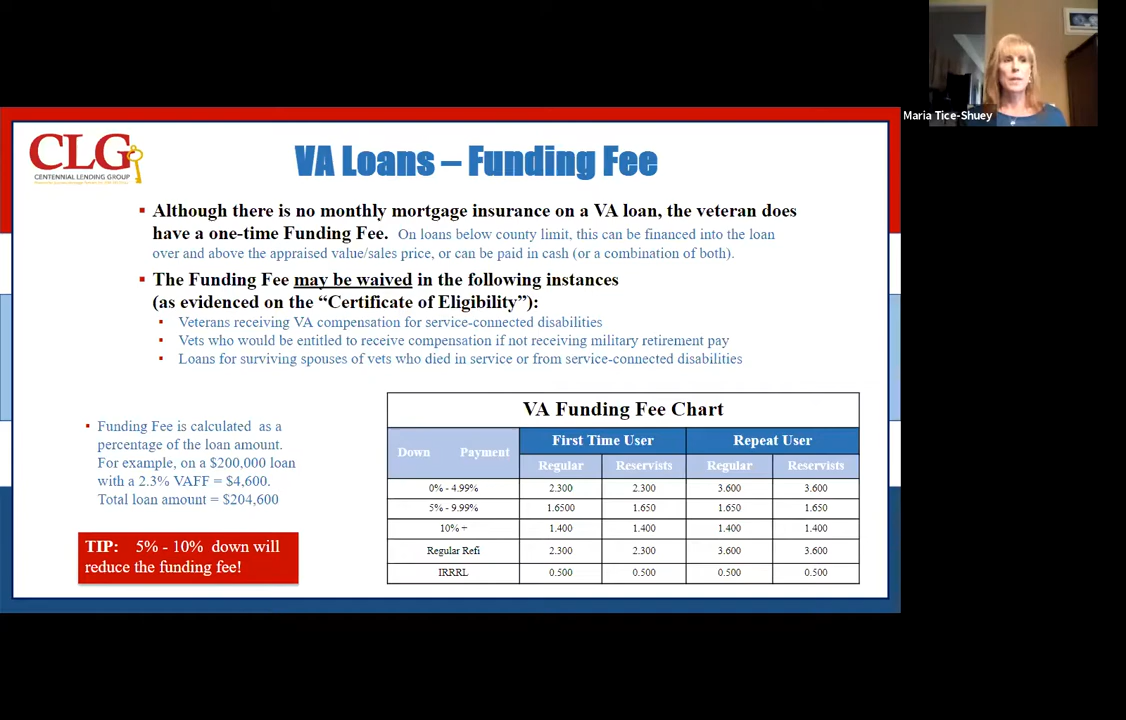 Maria Tice-Shuey
CLG
CENTENNIAL LENDING GROUP
VA Loans – Funding Fee
▪ Although there is no monthly mortgage insurance on a VA loan, the veteran does
have a one-time Funding Fee. On loans below county limit, this can be financed into the loan
over and above the appraised value/sales price, or can be paid in cash (or a combination of both).
▪ The Funding Fee may be waived in the following instances
(as evidenced on the “Certificate of Eligibility”):
▪ Veterans receiving VA compensation for service-connected disabilities
▪ Vets who would be entitled to receive compensation if not receiving military retirement pay
▪ Loans for surviving spouses of vets who died in service or from service-connected disabilities
▪ Funding Fee is calculated as a
percentage of the loan amount.
For example, on a $200,000 loan
with a 2.3% VAFF = $4,600.
Total loan amount = $204,600
TIP: 5% - 10% down will
reduce the funding fee!
VA Funding Fee Chart
Down Payment First Time User Repeat User
Regular Reservists Regular Reservists
0% - 4.99% 2.300 2.300 3.600 3.600
5% - 9.99% 1.6500 1.650 1.650 1.650
10% + 1.400 1.400 1.400 1.400
Regular Refi 2.300 2.300 3.600 3.600
IRRRL 0.500 0.500 0.500 0.500